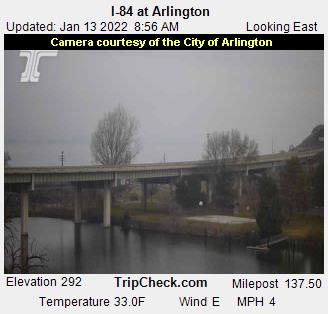 I-84 at Arlington
Updated: Jan 13 2022 8:56 AM Looking East
Camera courtesy of the City of Arlington
Elevation 292 TripCheck.com Milepost 137.50
Temperature 33.0F Wind E MPH 4